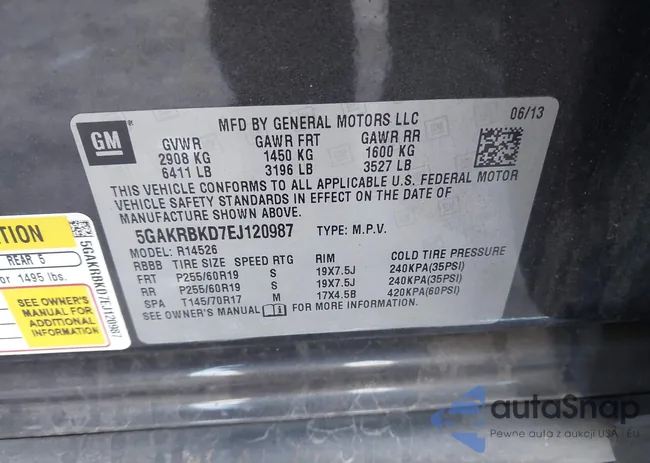 06/13
GM
MFD BY GENERAL MOTORS LLC
GVWR GAWR FRT GAWR RR
2908 KG 1450 KG 1600 KG
6411 LB 3196 LB 3527 LB
THIS VEHICLE CONFORMS TO ALL APPLICABLE U.S. FEDERAL MOTOR
VEHICLE SAFETY STANDARDS IN EFFECT ON THE DATE OF
MANUFACTURE SHOWN ABOVE.
5GAKRBKD7EJ120987 TYPE: M.P.V.
MODEL: R14526
RBBB TIRE SIZE SPEED RTG RIM COLD TIRE PRESSURE
FRT P255/60R19 S 19X7.5J 240KPA(35PSI)
RR P255/60R19 S 19X7.5J 240KPA(35PSI)
SPA T145/70R17 M 17X4.5B 420KPA(60PSI)
SEE OWNER'S MANUAL FOR MORE INFORMATION.
REAR 5
or 1495 lbs.
SEE OWNER'S
MANUAL FOR
ADDITIONAL
INFORMATION
5GAKRBKD7EJ120987
autoSnap
Pewne auta z aukcji USA i EU